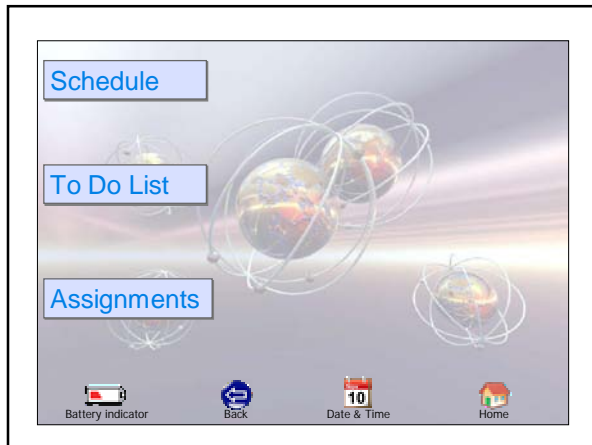 Schedule
To Do List
Assignments
10
Battery indicator Back Date & Time Home